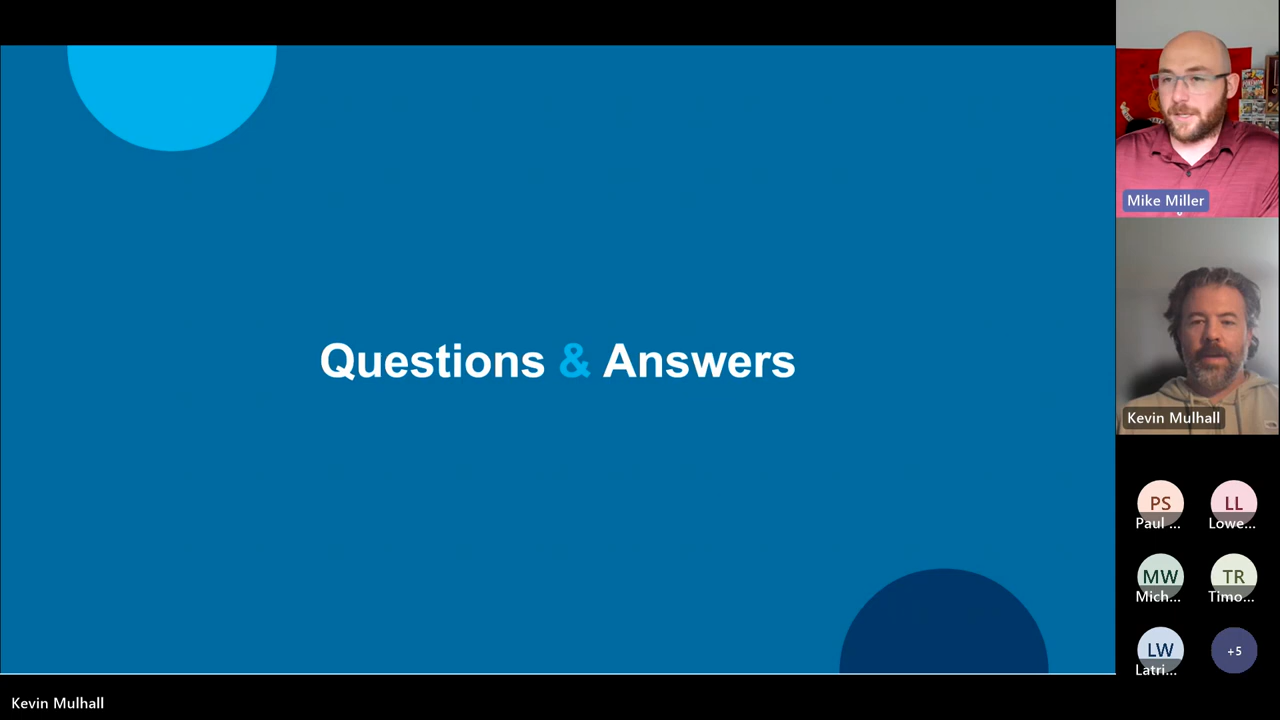 Questions & Answers
Mike Miller
Kevin Mulhall
PS
LL
Paul ...
Lowe...
MW
TR
Mich...
Timo...
LW
+5
Latri...
Kevin Mulhall